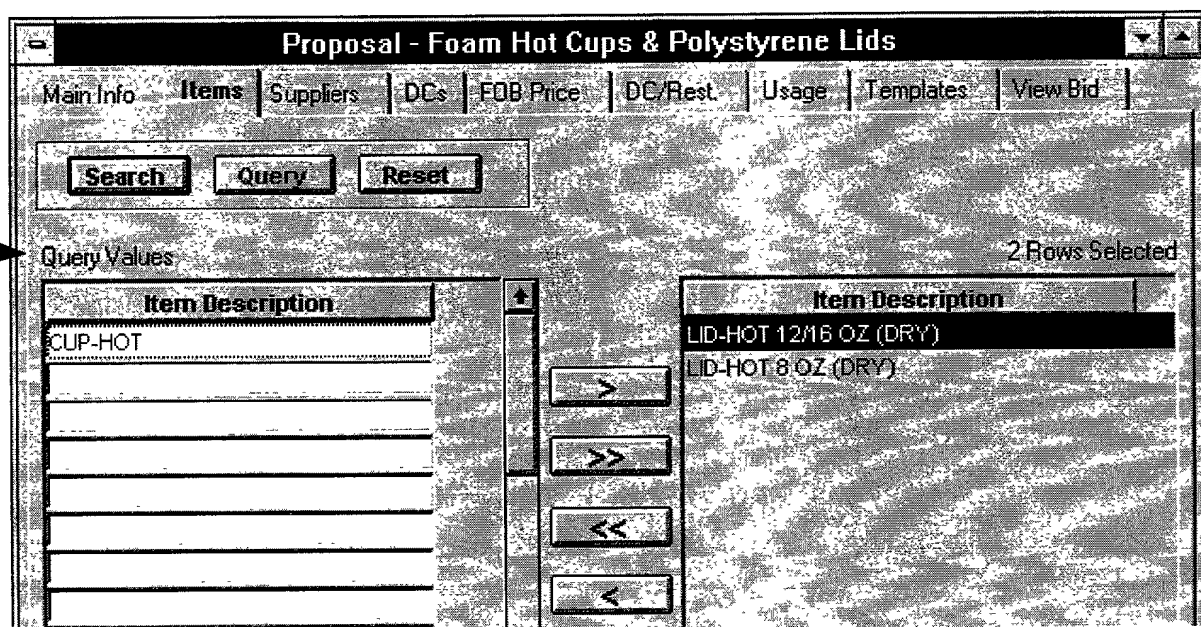 Proposal - Foam Hot Cups & Polystyrene Lids
Main Info Items Suppliers DCs FOB Price DC/Rest. Usage Templates View Bid
Search Query Reset
Query Values 2 Rows Selected
Item Description Item Description
CUP-HOT LID-HOT 12/16 OZ (DRY)
LID-HOT 8 OZ (DRY)
>
>>
<<
<